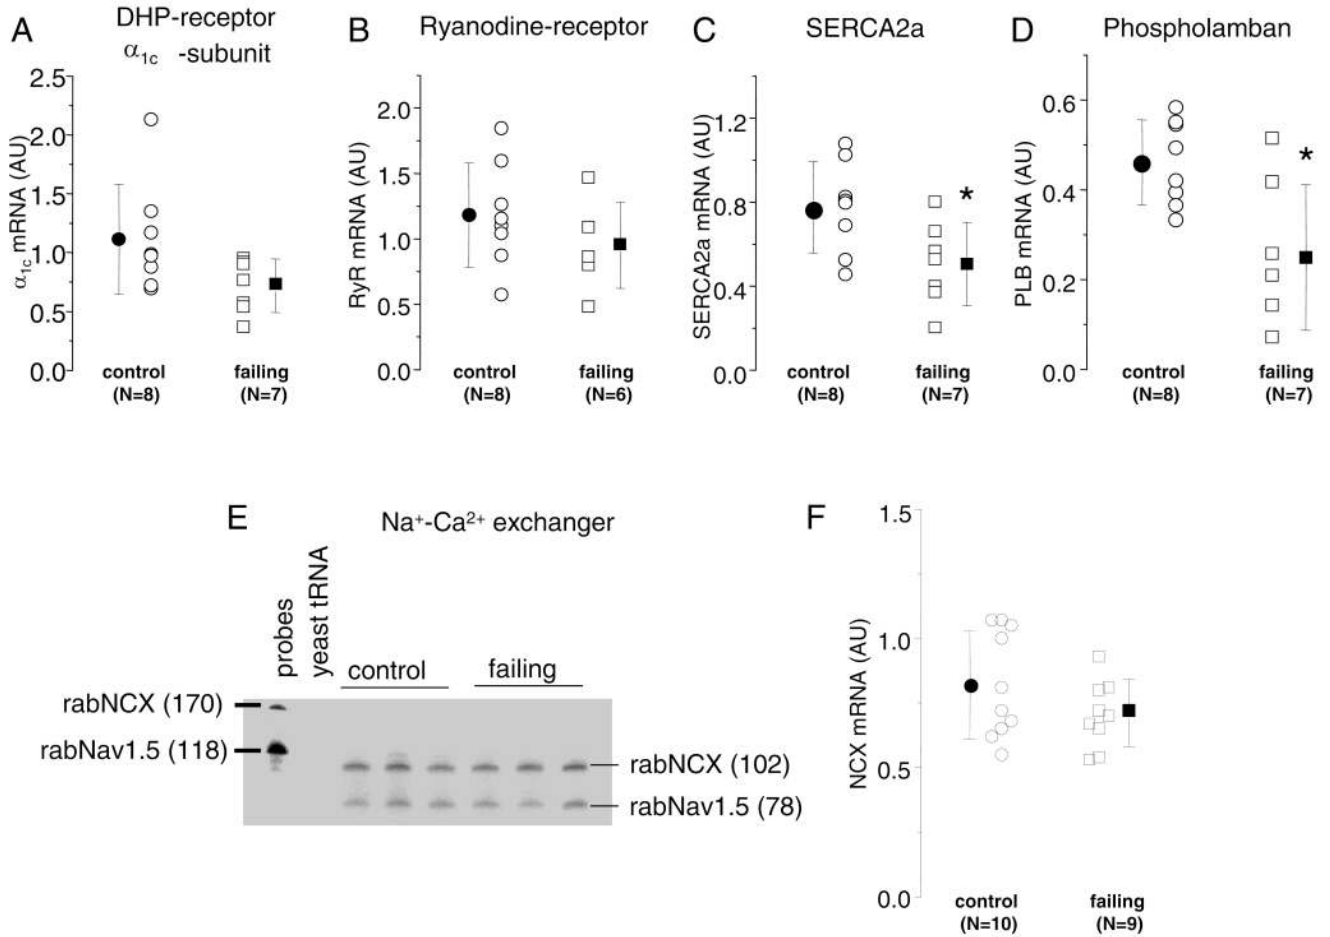 A
DHP-receptor
α1c -subunit
α1c mRNA (AU)
2.5
2.0
1.5
1.0
0.5
0.0
control
(N=8)
failing
(N=7)
B
Ryanodine-receptor
RyR mRNA (AU)
2.0
1.5
1.0
0.5
0.0
control
(N=8)
failing
(N=6)
C
SERCA2a
SERCA2a mRNA (AU)
1.2
0.8
0.4
0.0
*
control
(N=8)
failing
(N=7)
D
Phospholamban
PLB mRNA (AU)
0.6
0.4
0.2
0.0
*
control
(N=8)
failing
(N=7)
E
Na⁺-Ca²⁺ exchanger
probes
yeast tRNA
control
failing
rabNCX (170)
rabNav1.5 (118)
rabNCX (102)
rabNav1.5 (78)
F
NCX mRNA (AU)
1.5
1.0
0.5
0.0
control
(N=10)
failing
(N=9)